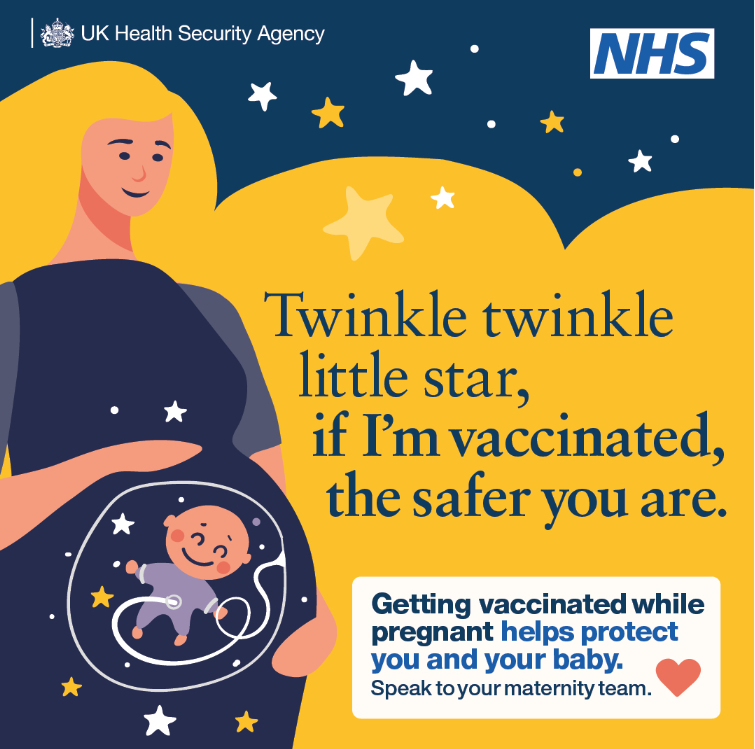 UK Health Security Agency
NHS
Twinkle twinkle
little star,
if I'm vaccinated,
the safer you are.
Getting vaccinated while
pregnant helps protect
you and your baby.
Speak to your maternity team.